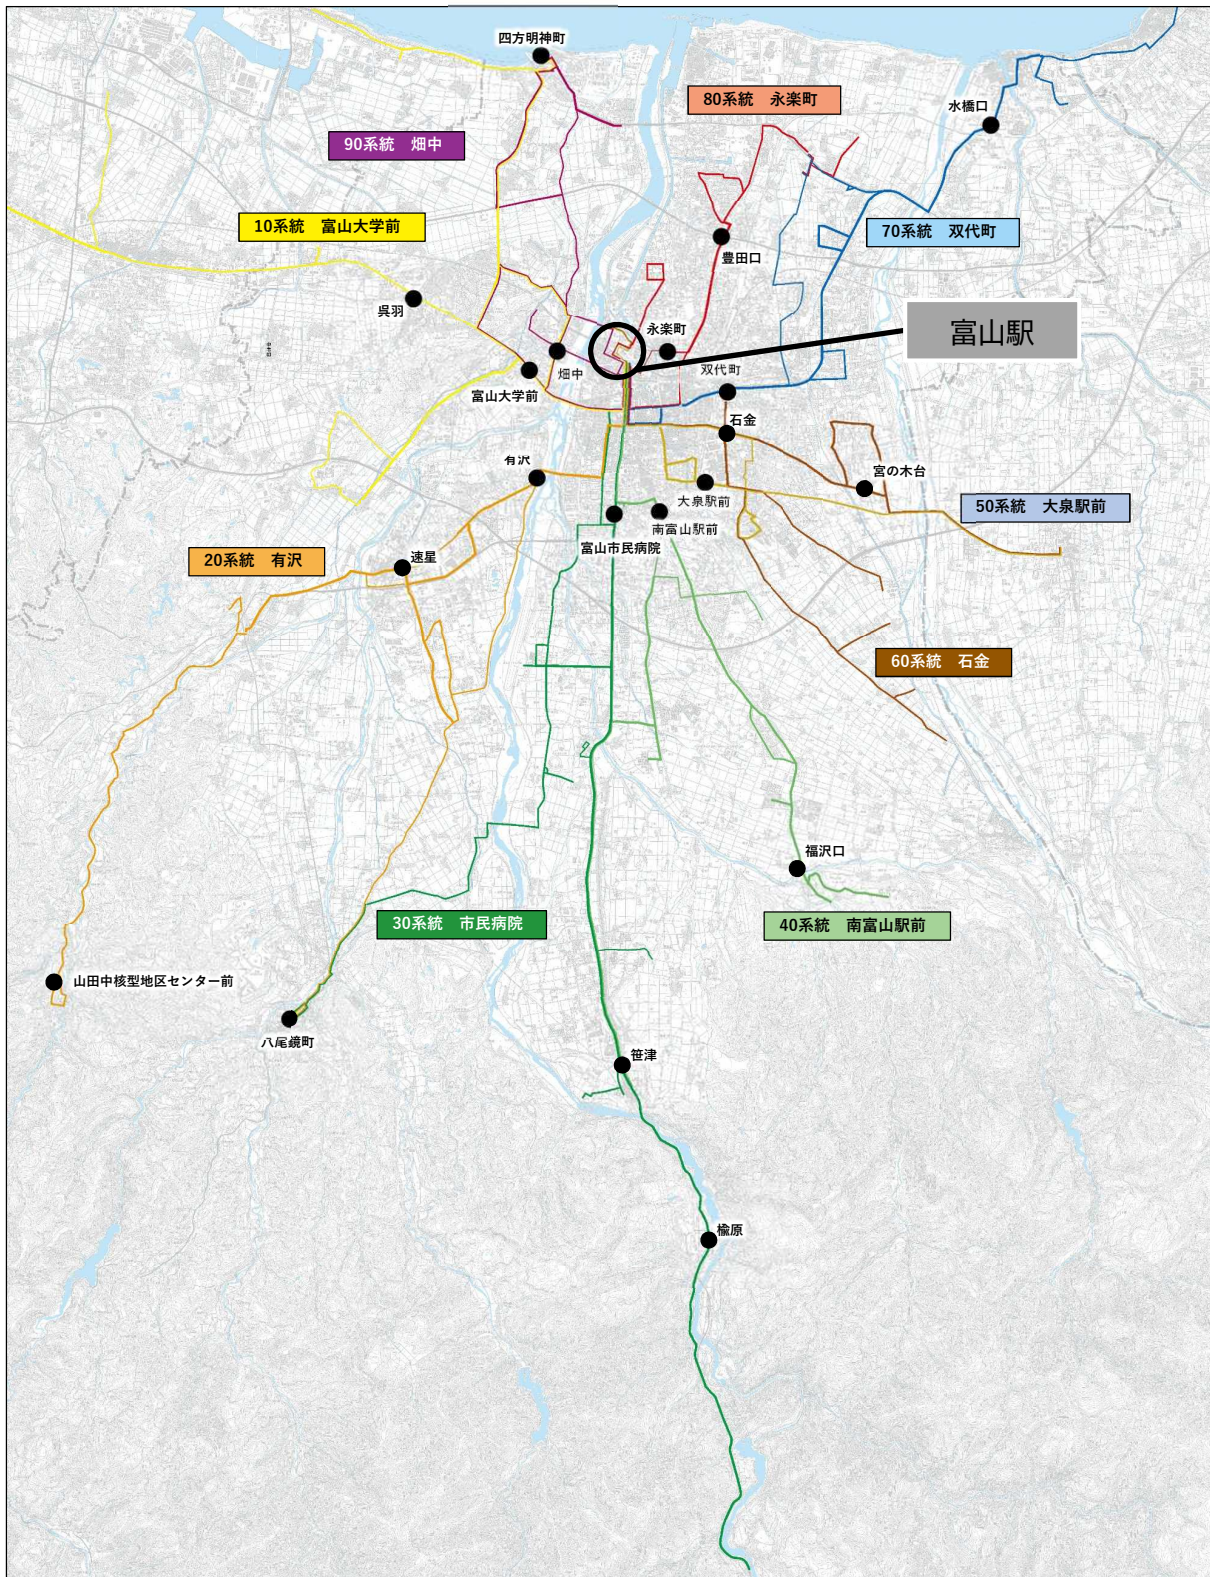 四方明神町
80系統　永楽町
水橋口
90系統　畑中
10系統　富山大学前
70系統　双代町
豊田口
呉羽
富山駅
永楽町
畑中
双代町
富山大学前
石金
有沢
宮の木台
大泉駅前
50系統　大泉駅前
南富山駅前
富山市民病院
20系統　有沢
速星
60系統　石金
福沢口
30系統　市民病院
40系統　南富山駅前
山田中核型地区センター前
八尾鏡町
笹津
楡原